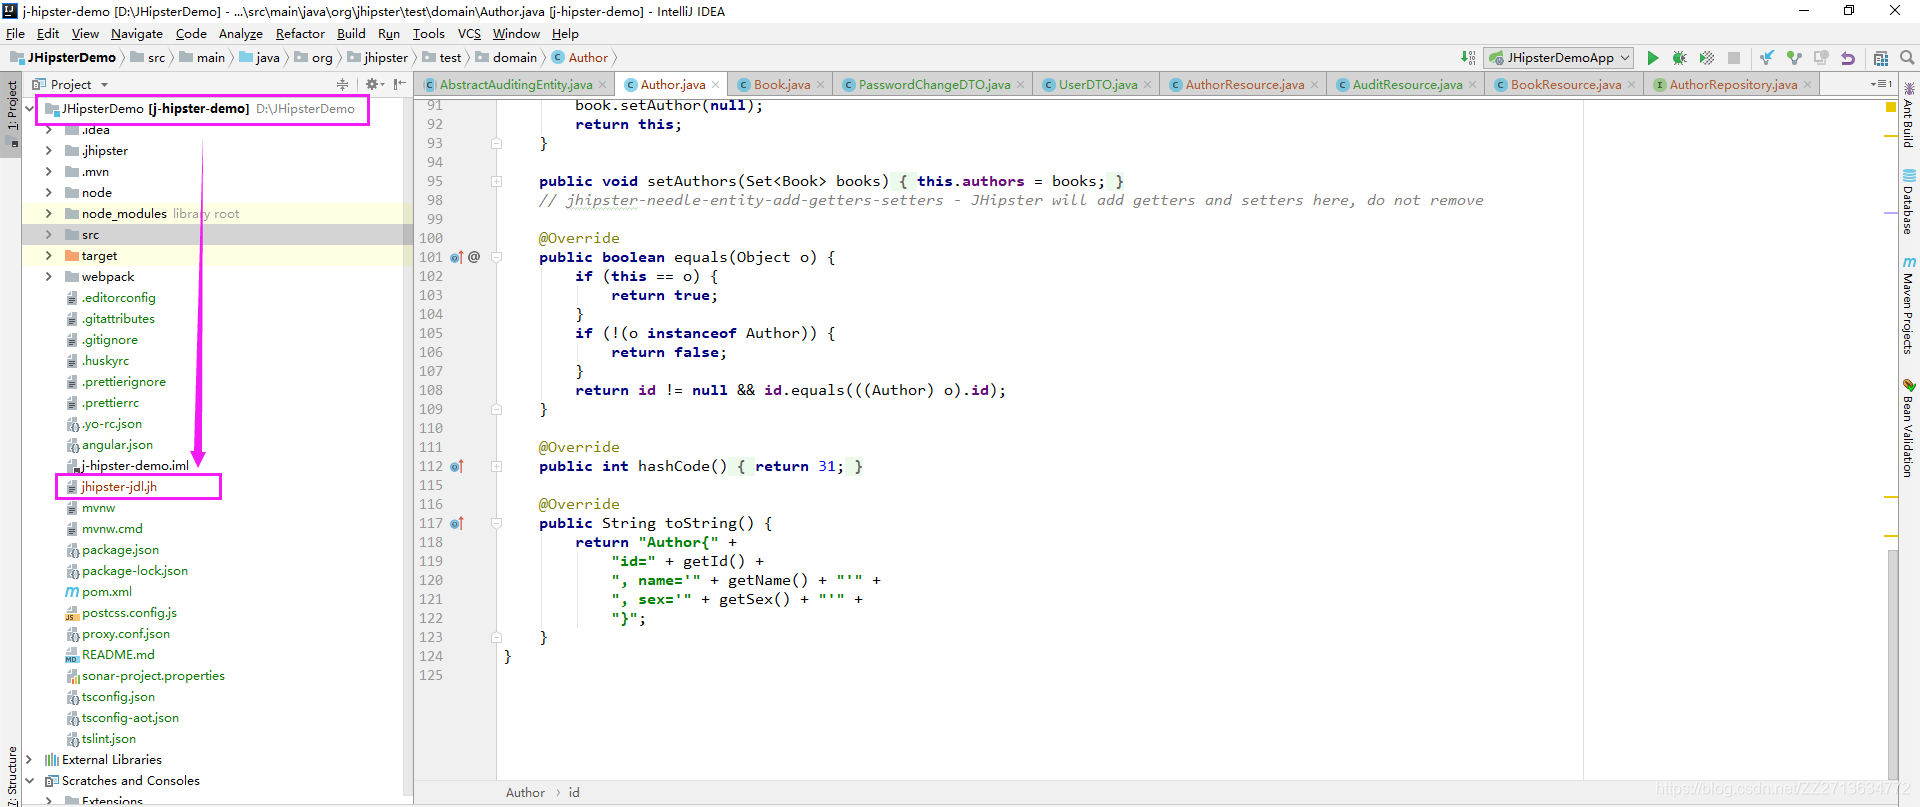 j-hipster-demo [D:\JHipsterDemo] - ...\src\main\java\org\jhipster\test\domain\Author.java [j-hipster-demo] - IntelliJ IDEA
File Edit View Navigate Code Analyze Refactor Build Run Tools VCS Window Help
JHipsterDemo src main java org jhipster test domain Author JHipsterDemoApp
Project
AbstractAuditingEntity.java Author.java Book.java PasswordChangeDTO.java UserDTO.java AuthorResource.java AuditResource.java BookResource.java AuthorRepository.java
1: Project
7: Structure
JHipsterDemo [j-hipster-demo] D:\JHipsterDemo
.idea
.jhipster
.mvn
node
node_modules library root
src
target
webpack
.editorconfig
.gitattributes
.gitignore
.huskyrc
.prettierignore
.prettierrc
.yo-rc.json
angular.json
j-hipster-demo.iml
jhipster-jdl.jh
mvnw
mvnw.cmd
package.json
package-lock.json
pom.xml
postcss.config.js
proxy.conf.json
README.md
sonar-project.properties
tsconfig.json
tsconfig-aot.json
tslint.json
External Libraries
Scratches and Consoles
Extensions
91 book.setAuthor(null);
92 return this;
93 }
94
95 public void setAuthors(Set<Book> books) { this.authors = books; }
98 // jhipster-needle-entity-add-getters-setters - JHipster will add getters and setters here, do not remove
99
100 @Override
101 @ public boolean equals(Object o) {
102 if (this == o) {
103 return true;
104 }
105 if (!(o instanceof Author)) {
106 return false;
107 }
108 return id != null && id.equals(((Author) o).id);
109 }
110
111 @Override
112 public int hashCode() { return 31; }
115
116 @Override
117 public String toString() {
118 return "Author{" +
119 "id=" + getId() +
120 ", name='" + getName() + "'" +
121 ", sex='" + getSex() + "'" +
122 "}";
123 }
124 }
125
Author › id
Ant Build
Database
Maven Projects
Bean Validation
https://blog.csdn.net/ZZ2713634772